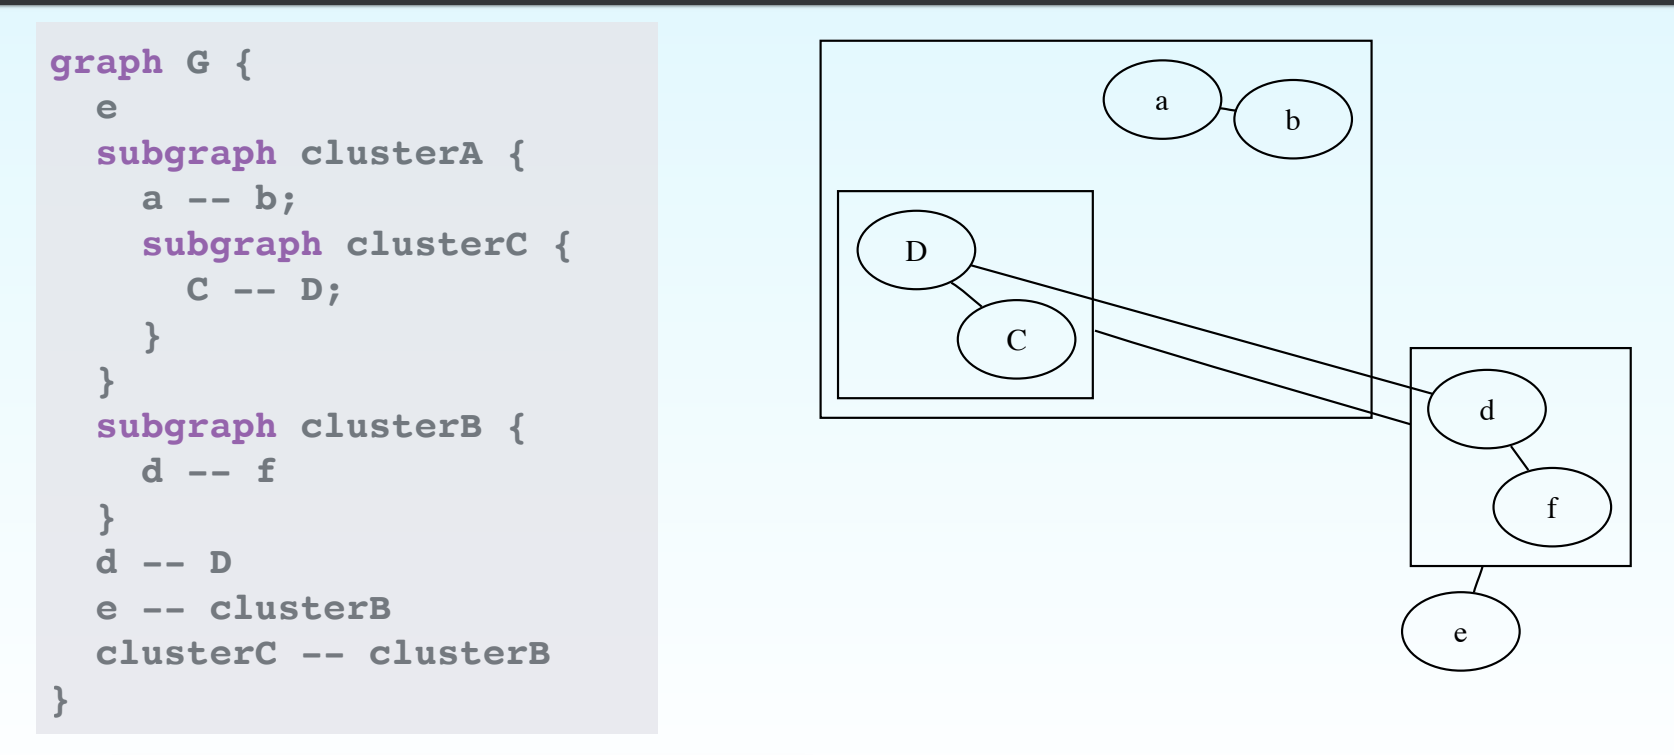 graph G {
  e
  subgraph clusterA {
    a -- b;
    subgraph clusterC {
      C -- D;
    }
  }
  subgraph clusterB {
    d -- f
  }
  d -- D
  e -- clusterB
  clusterC -- clusterB
}
a
b
D
C
d
f
e